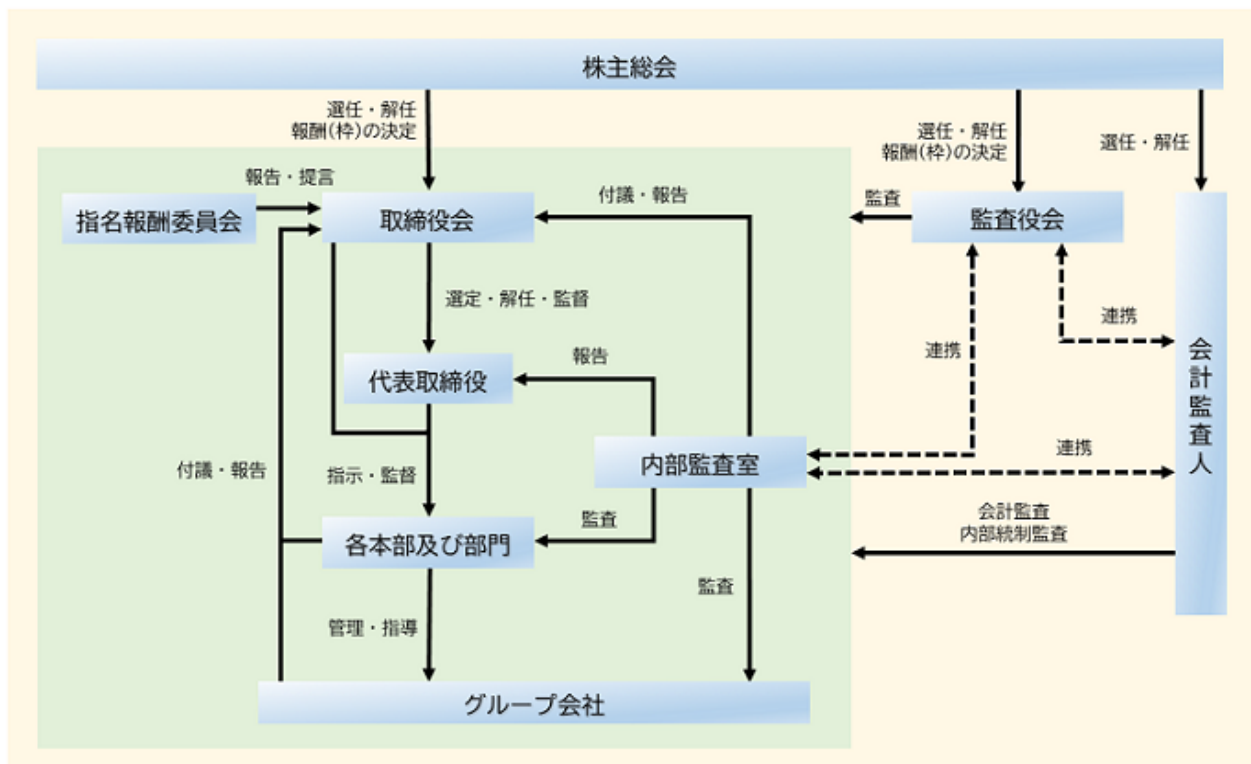 株主総会
選任・解任
報酬(枠)の決定
選任・解任
報酬(枠)の決定
選任・解任
報告・提言
指名報酬委員会
取締役会
付議・報告
監査
監査役会
選定・解任・監督
連携
連携
会計監査人
代表取締役
報告
付議・報告
指示・監督
内部監査室
連携
各本部及び部門
監査
会計監査
内部統制監査
監査
管理・指導
グループ会社